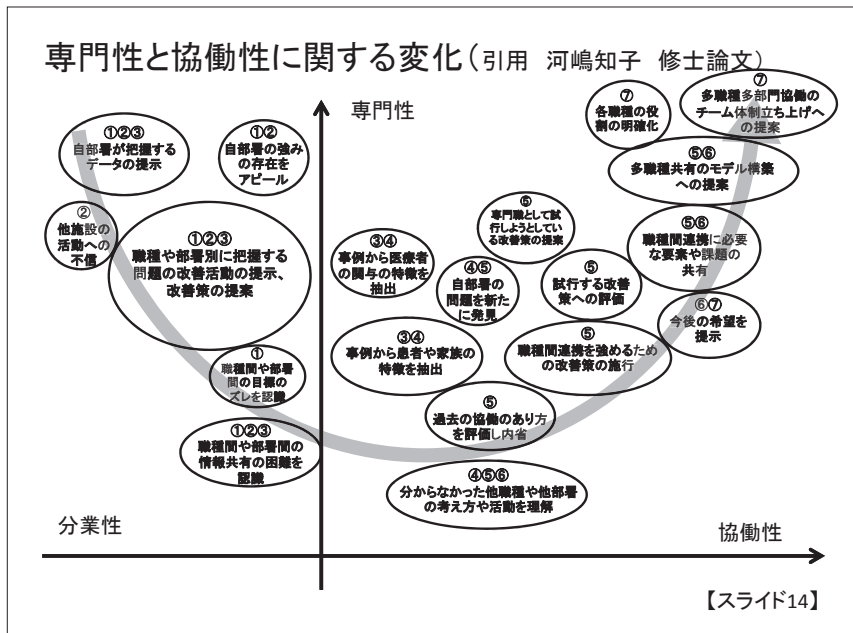 専門性と協働性に関する変化(引用　河嶋知子　修士論文)
専門性
①②③
自部署が把握する
データの提示
①②
自部署の強み
の存在を
アピール
②
他施設の
活動への
不信
①②③
職種や部署別に把握する
問題の改善活動の提示、
改善策の提案
①
職種間や部署
間の目標の
ズレを認識
①②③
職種間や部署間の
情報共有の困難を
認識
③④
事例から医療者
の関与の特徴を
抽出
③④
事例から患者や家族の
特徴を抽出
④⑤
自部署の
問題を新た
に発見
⑥
専門職として試
行しようとしてい
る改善策の提案
⑤
試行する改善
策への評価
⑤
職種間連携を強めるため
の改善策の施行
⑤
過去の協働のあり方
を評価し内省
④⑤⑥
分からなかった他職種や他部署
の考え方や活動を理解
⑦
各職種の役
割の明確化
⑦
多職種多部門協働の
チーム体制立ち上げへ
の提案
⑤⑥
多職種共有のモデル構築
への提案
⑤⑥
職種間連携に必要
な要素や課題の
共有
⑥⑦
今後の希望を
提示
分業性
協働性
【スライド14】